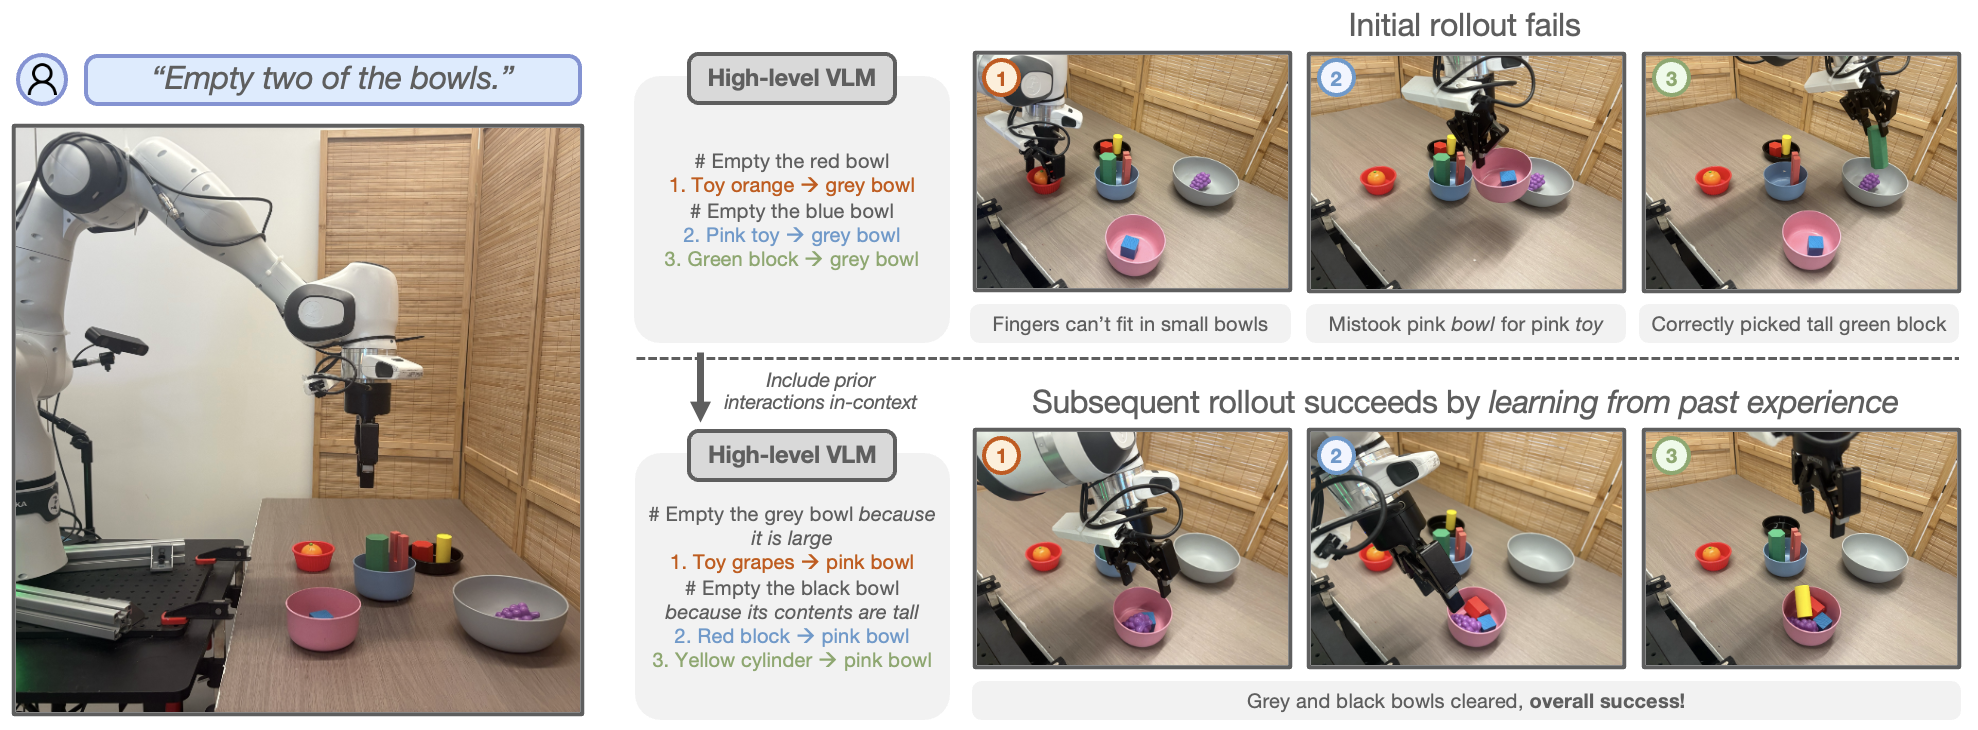 “Empty two of the bowls.”
High-level VLM
# Empty the red bowl
1. Toy orange → grey bowl
# Empty the blue bowl
2. Pink toy → grey bowl
3. Green block → grey bowl
Initial rollout fails
1
2
3
Fingers can’t fit in small bowls
Mistook pink bowl for pink toy
Correctly picked tall green block
Include prior
interactions in-context
High-level VLM
# Empty the grey bowl because
it is large
1. Toy grapes → pink bowl
# Empty the black bowl
because its contents are tall
2. Red block → pink bowl
3. Yellow cylinder → pink bowl
Subsequent rollout succeeds by learning from past experience
1
2
3
Grey and black bowls cleared, overall success!